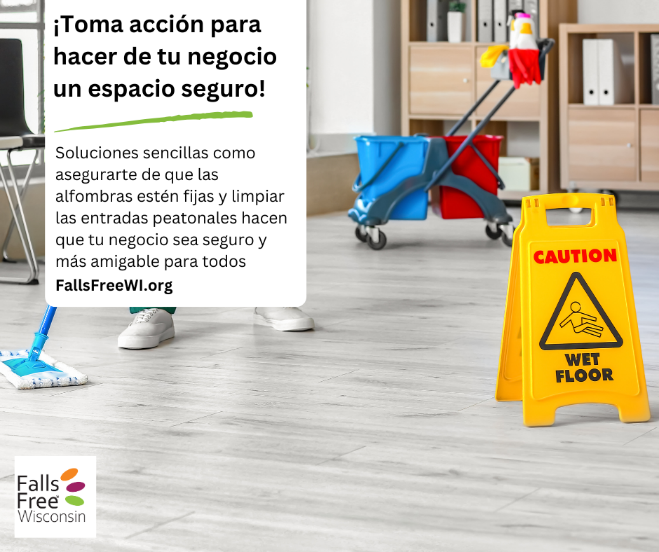 ¡Toma acción para
hacer de tu negocio
un espacio seguro!
Soluciones sencillas como
asegurarte de que las
alfombras estén fijas y limpiar
las entradas peatonales hacen
que tu negocio sea seguro y
más amigable para todos
FallsFreeWI.org
CAUTION
WET
FLOOR
Falls
Free
Wisconsin